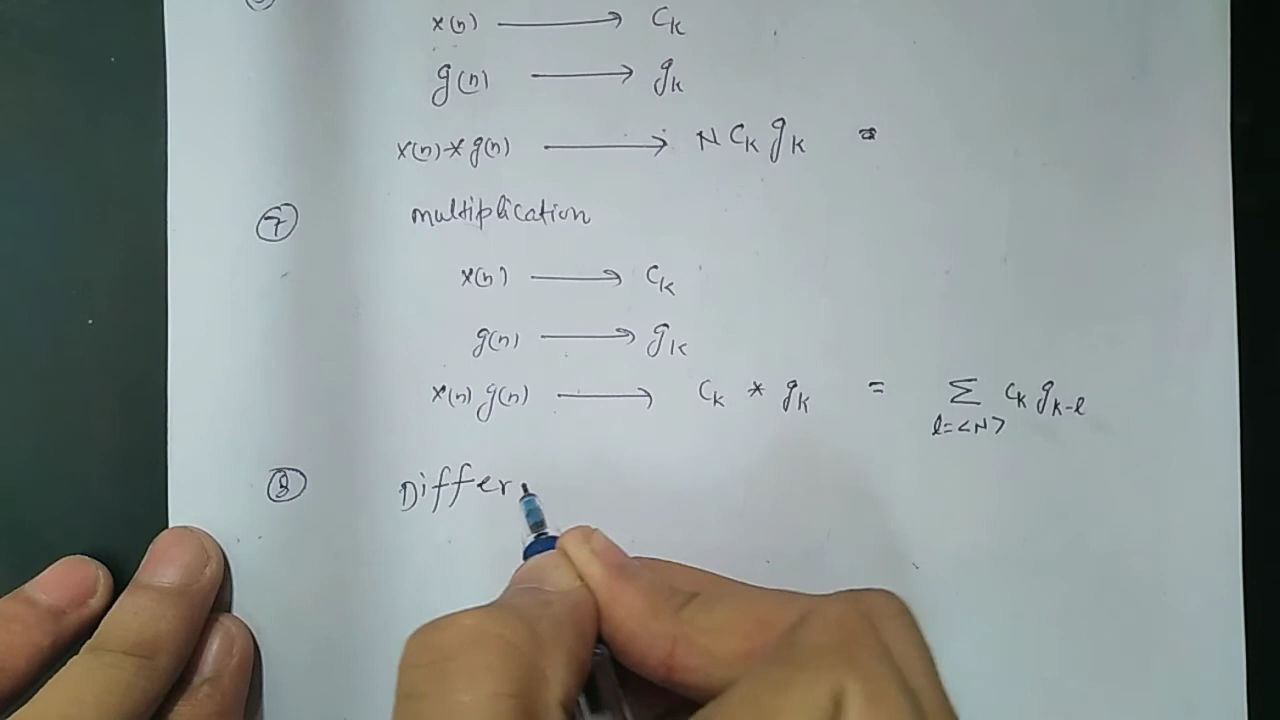 x(n) ⟶ CK
g(n) ⟶ gK
x(n)*g(n) ⟶ N CK gK
⑦ multiplication
x(n) ⟶ CK
g(n) ⟶ gK
x(n) g(n) ⟶ CK * gK = Σ l=<N> CK gK-l
⑧ Differ